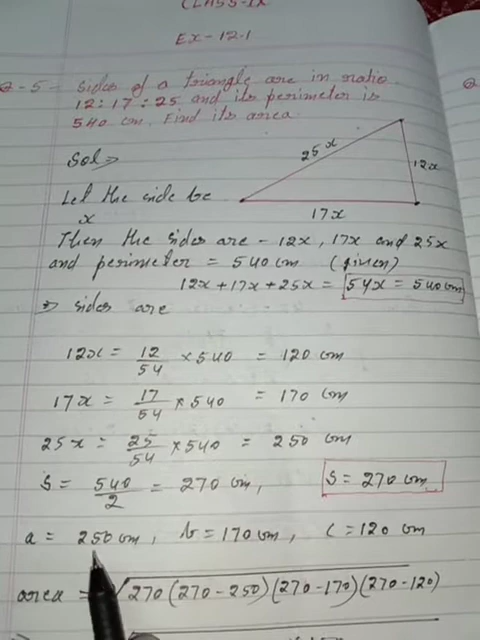 CLASS-IX
Ex-12.1
Q-5- Sides of a triangle are in ratio
12:17:25 and its perimeter is
540 cm. Find its area.
Sol⇒
25x
12x
17x
Let the side be
x
Then the sides are - 12x, 17x and 25x
and perimeter = 540 cm (given)
12x+17x+25x = 54x = 540 cm
⇒ sides are
12x = 12/54 × 540 = 120 cm
17x = 17/54 × 540 = 170 cm
25x = 25/54 × 540 = 250 cm
S = 540/2 = 270 cm, S = 270 cm
a = 250 cm, b = 170 cm, c = 120 cm
area = √270(270-250)(270-170)(270-120)